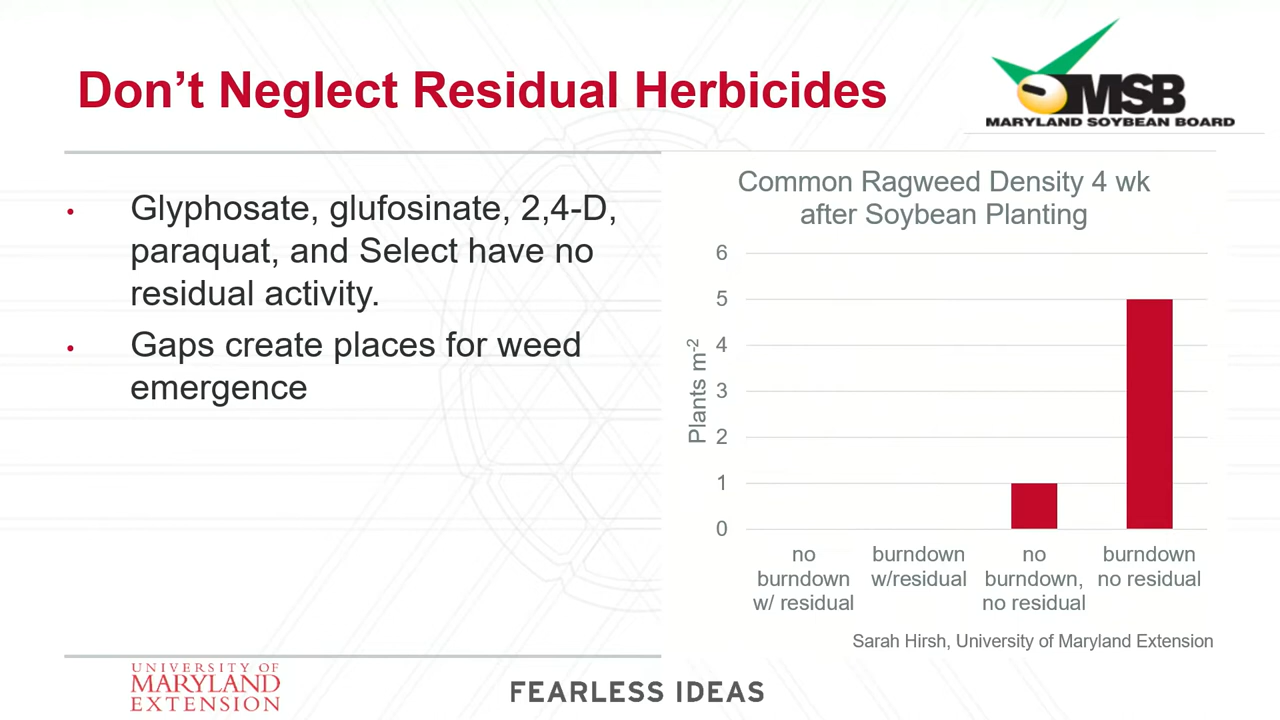 Don’t Neglect Residual Herbicides
MSB
MARYLAND SOYBEAN BOARD
• Glyphosate, glufosinate, 2,4-D,
paraquat, and Select have no
residual activity.
• Gaps create places for weed
emergence
Common Ragweed Density 4 wk
after Soybean Planting
Plants m⁻²
6
5
4
3
2
1
0
no
burndown
w/ residual
burndown
w/residual
no
burndown,
no residual
burndown
no residual
Sarah Hirsh, University of Maryland Extension
UNIVERSITY OF
MARYLAND
EXTENSION
FEARLESS IDEAS